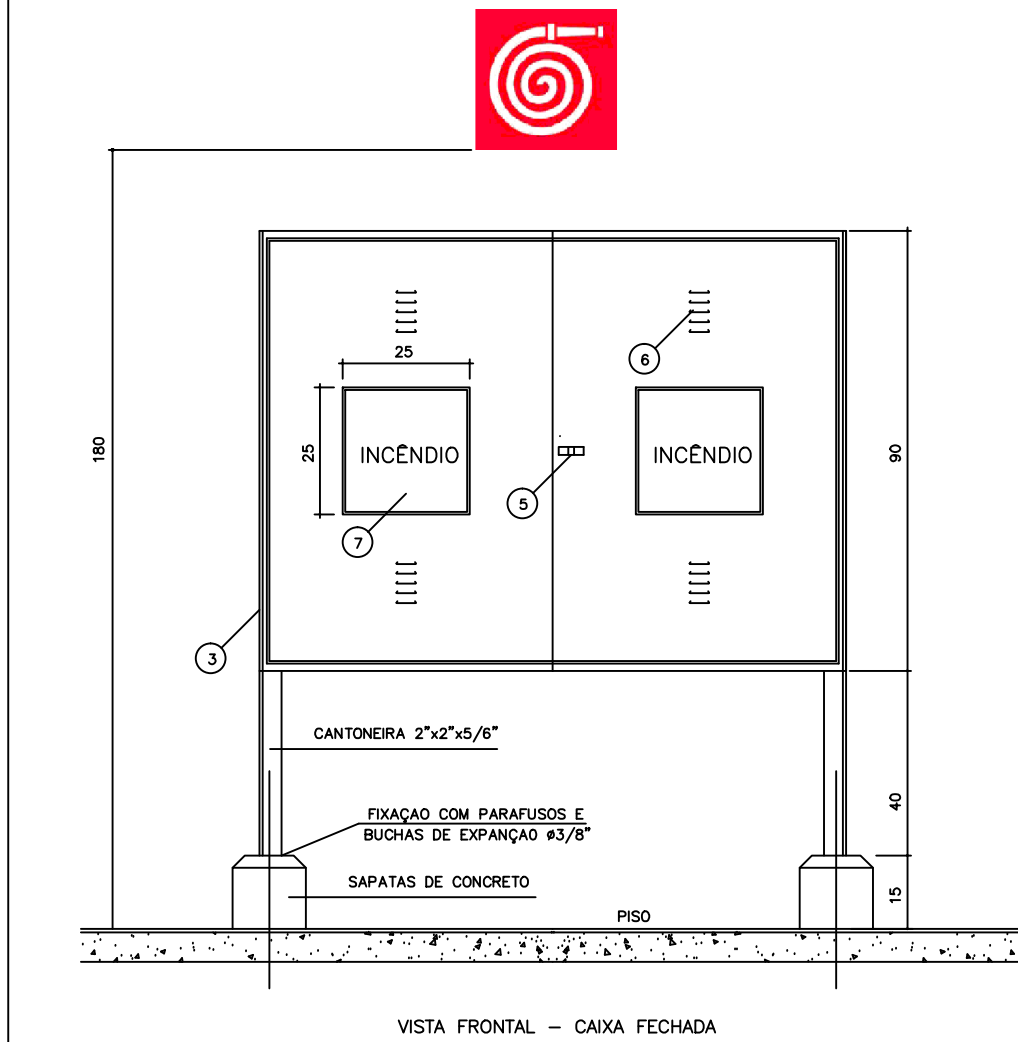 180
90
25
6
25
INCÊNDIO
INCÊNDIO
5
7
3
CANTONEIRA 2"x2"x5/6"
40
FIXAÇAO COM PARAFUSOS E
BUCHAS DE EXPANÇAO ø3/8"
SAPATAS DE CONCRETO
15
PISO
VISTA FRONTAL – CAIXA FECHADA